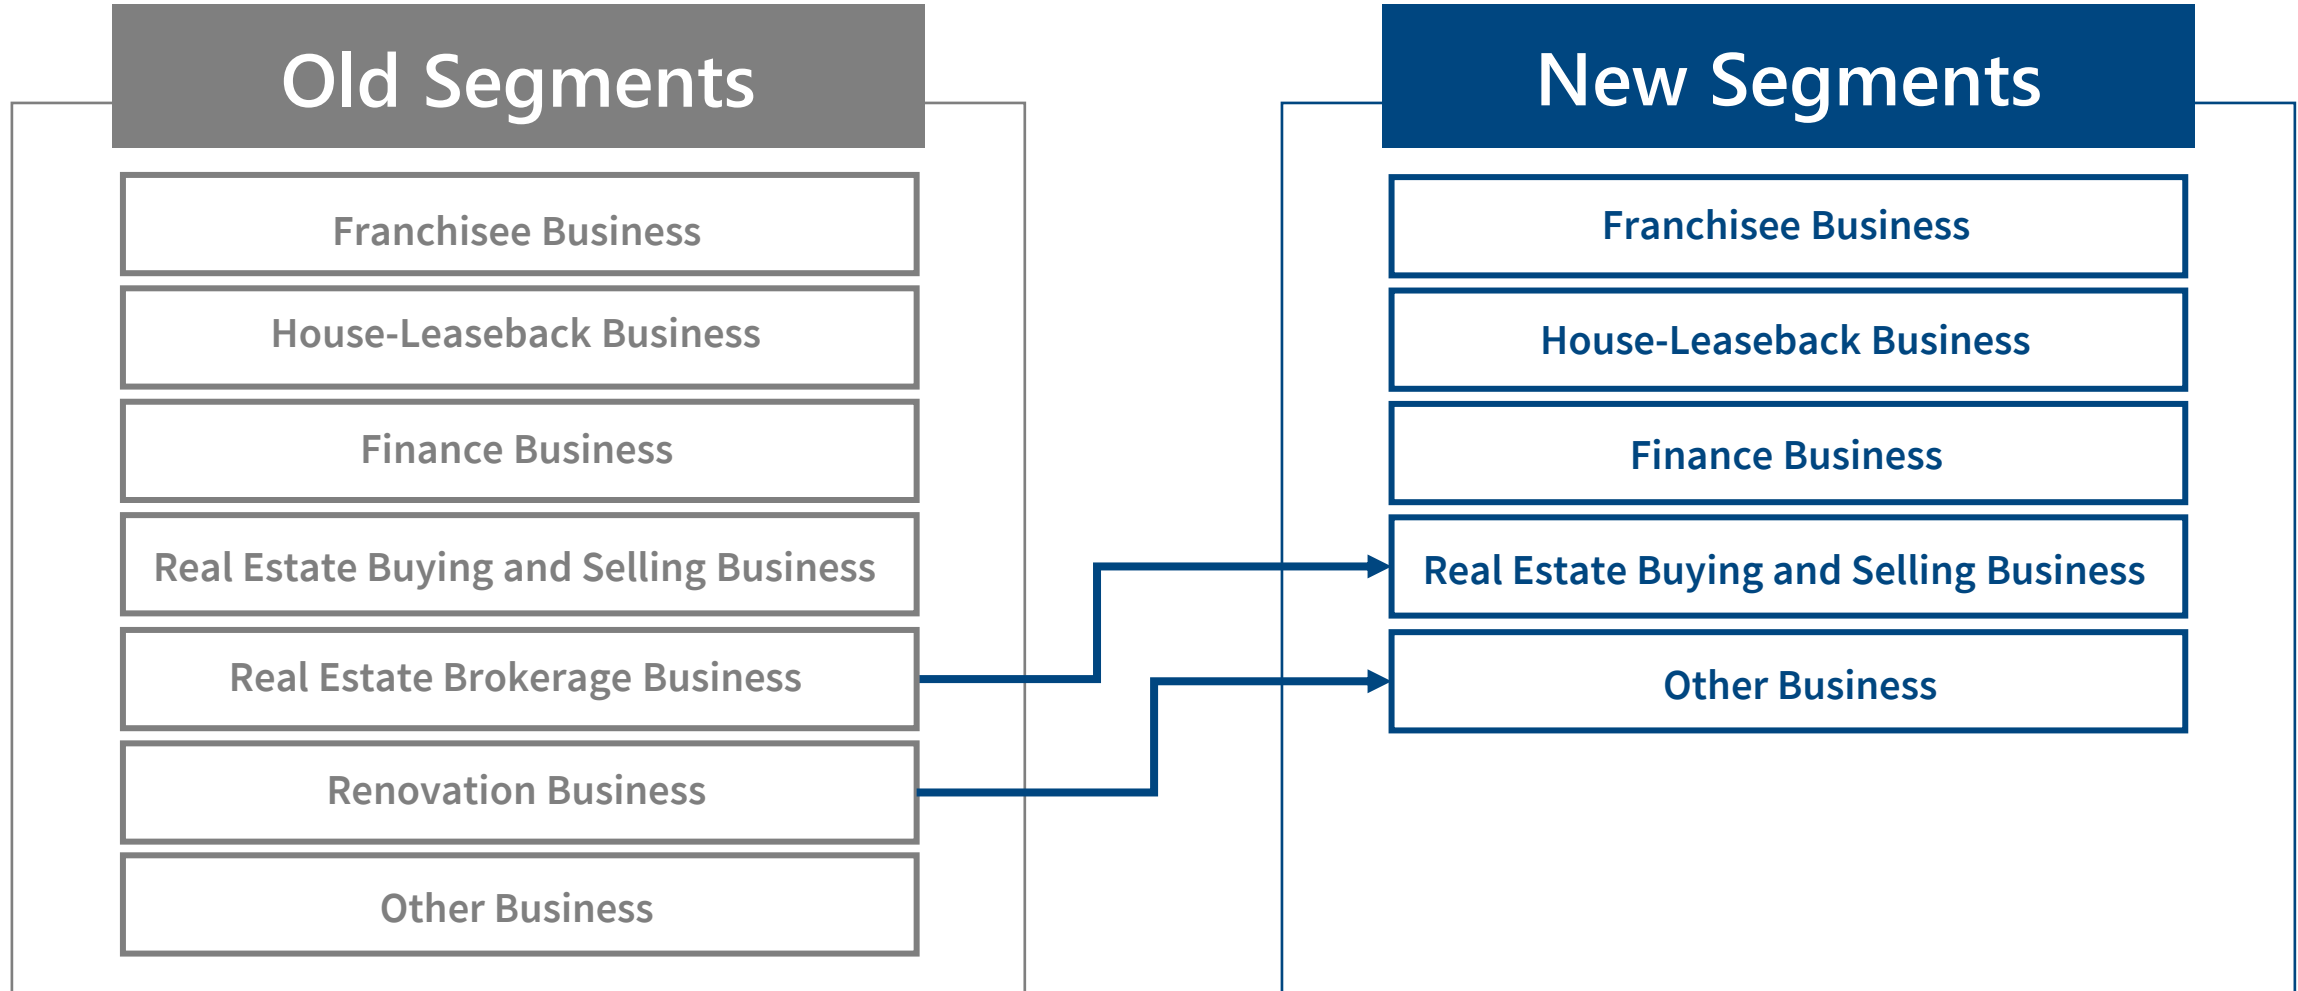 Old Segments
Franchisee Business
House-Leaseback Business
Finance Business
Real Estate Buying and Selling Business
Real Estate Brokerage Business
Renovation Business
Other Business
New Segments
Franchisee Business
House-Leaseback Business
Finance Business
Real Estate Buying and Selling Business
Other Business